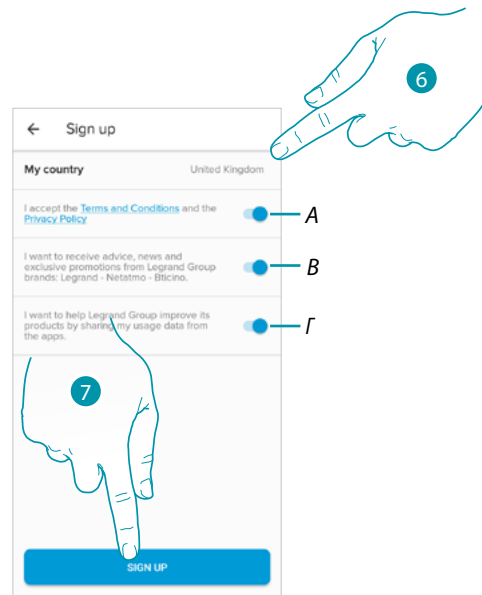 6
← Sign up
My country United Kingdom
I accept the Terms and Conditions and the
Privacy Policy
A
I want to receive advice, news and
exclusive promotions from Legrand Group
brands: Legrand - Netatmo - Bticino.
B
I want to help Legrand Group improve its
products by sharing my usage data from
the apps.
Γ
7
SIGN UP